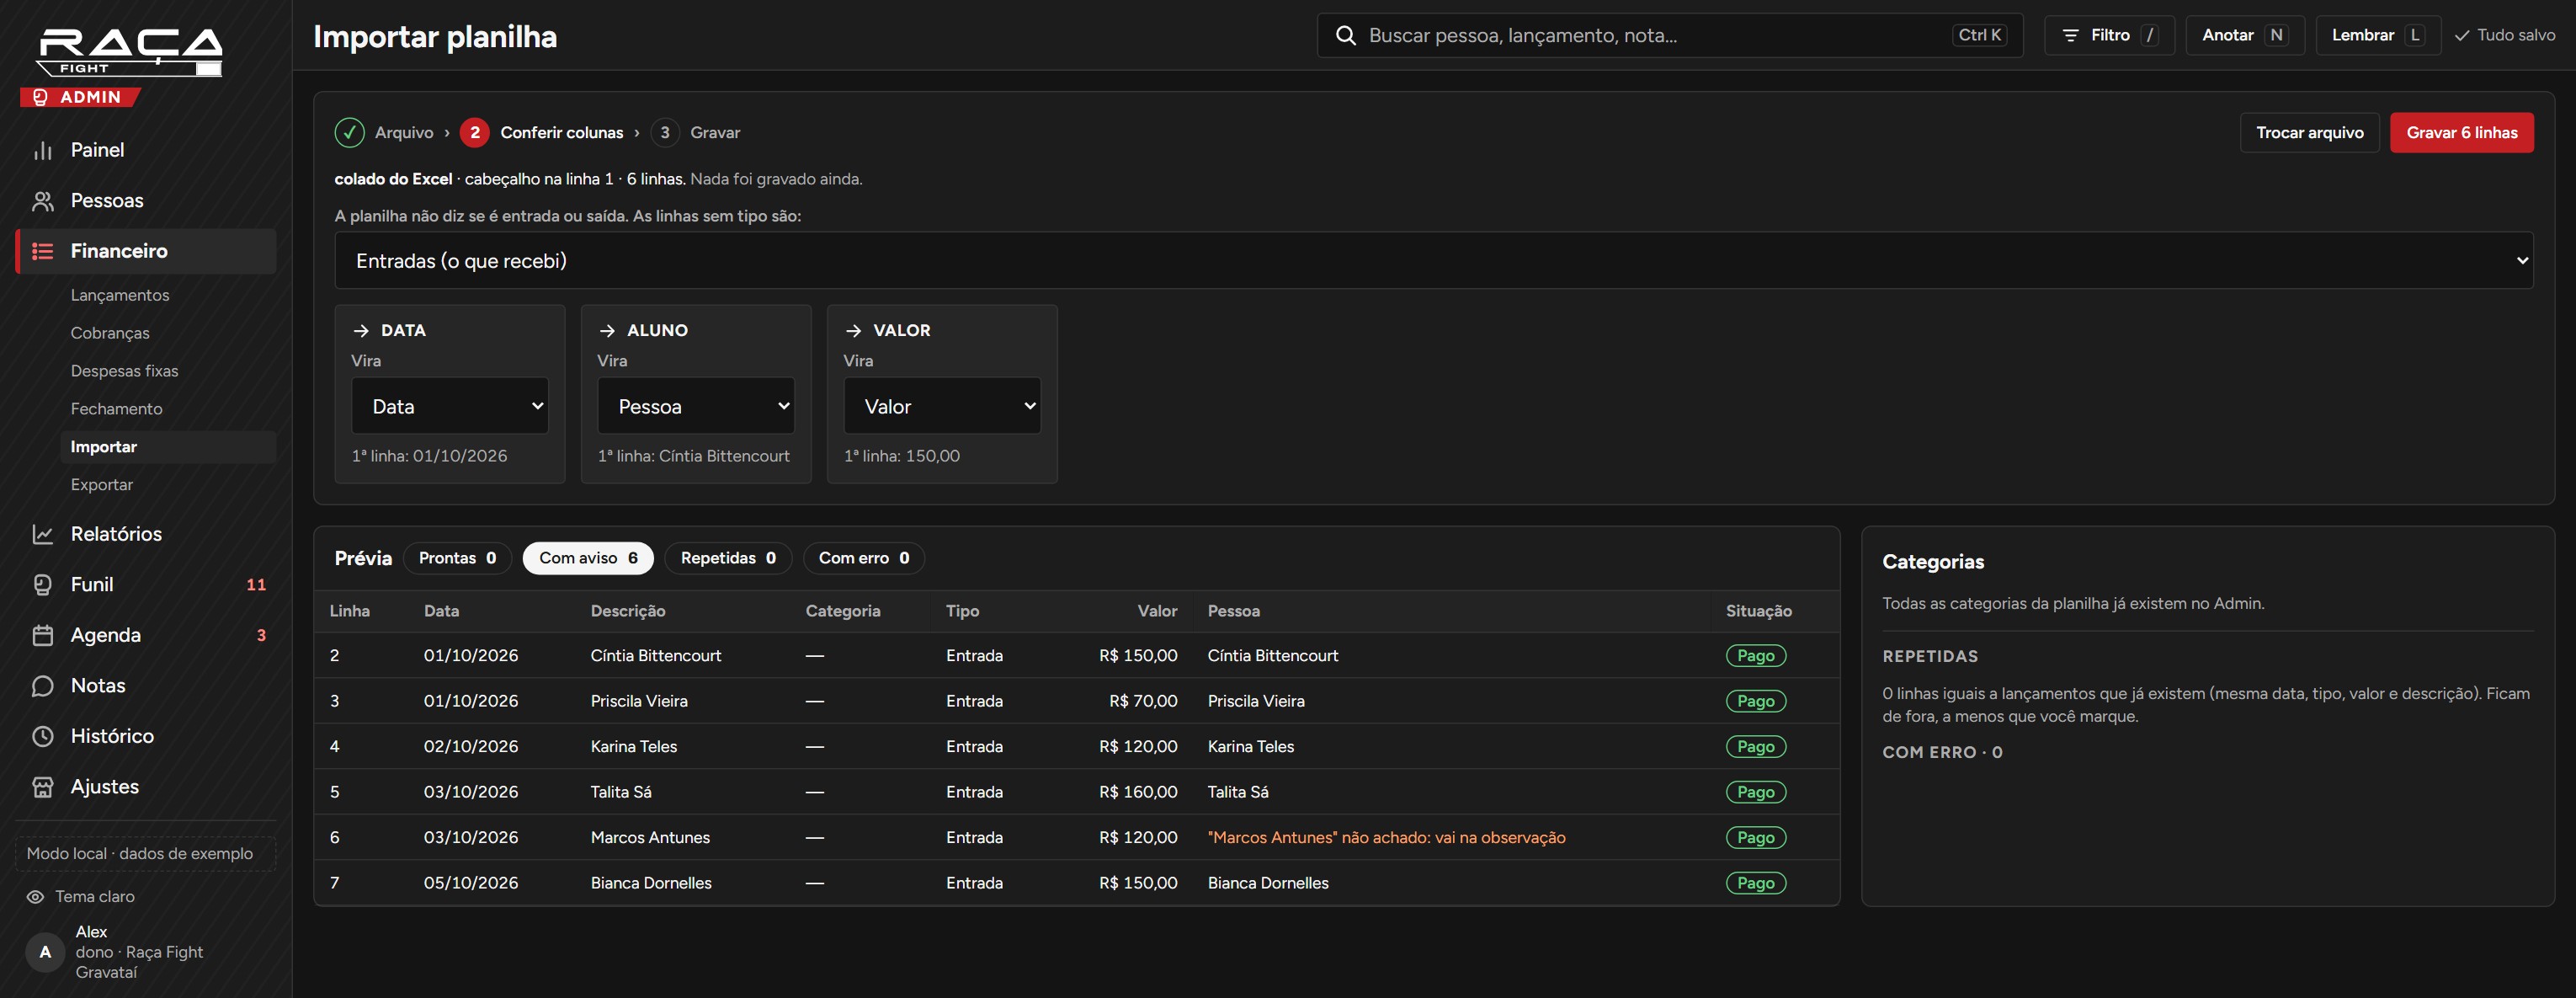 RAÇA
FIGHT
ADMIN
Painel
Pessoas
Financeiro
Lançamentos
Cobranças
Despesas fixas
Fechamento
Importar
Exportar
Relatórios
Funil 11
Agenda 3
Notas
Histórico
Ajustes
Modo local · dados de exemplo
Tema claro
A
Alex
dono · Raça Fight
Gravataí
Importar planilha
Buscar pessoa, lançamento, nota... Ctrl K
Filtro /
Anotar N
Lembrar L
Tudo salvo
Arquivo › 2 Conferir colunas › 3 Gravar
Trocar arquivo
Gravar 6 linhas
colado do Excel · cabeçalho na linha 1 · 6 linhas. Nada foi gravado ainda.
A planilha não diz se é entrada ou saída. As linhas sem tipo são:
Entradas (o que recebi)
→ DATA
Vira
Data
1ª linha: 01/10/2026
→ ALUNO
Vira
Pessoa
1ª linha: Cíntia Bittencourt
→ VALOR
Vira
Valor
1ª linha: 150,00
Prévia Prontas 0 Com aviso 6 Repetidas 0 Com erro 0
Linha Data Descrição Categoria Tipo Valor Pessoa Situação
2 01/10/2026 Cíntia Bittencourt — Entrada R$ 150,00 Cíntia Bittencourt Pago
3 01/10/2026 Priscila Vieira — Entrada R$ 70,00 Priscila Vieira Pago
4 02/10/2026 Karina Teles — Entrada R$ 120,00 Karina Teles Pago
5 03/10/2026 Talita Sá — Entrada R$ 160,00 Talita Sá Pago
6 03/10/2026 Marcos Antunes — Entrada R$ 120,00 "Marcos Antunes" não achado: vai na observação Pago
7 05/10/2026 Bianca Dornelles — Entrada R$ 150,00 Bianca Dornelles Pago
Categorias
Todas as categorias da planilha já existem no Admin.
REPETIDAS
0 linhas iguais a lançamentos que já existem (mesma data, tipo, valor e descrição). Ficam
de fora, a menos que você marque.
COM ERRO · 0